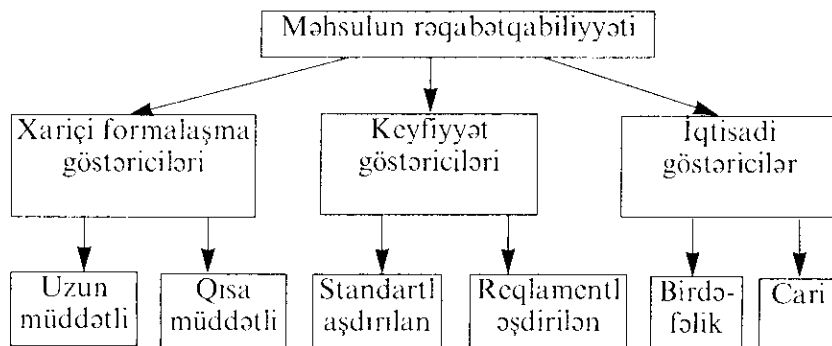 Məhsulun rəqabətqabiliyyəti
Xariçi formalaşma
göstəriciləri
Keyfiyyət
göstəriciləri
İqtisadi
göstəricilər
Uzun
müddətli
Qısa
müddətli
Standartl
aşdırılan
Reqlamentl
əşdirilən
Birdə-
fəlik
Cari